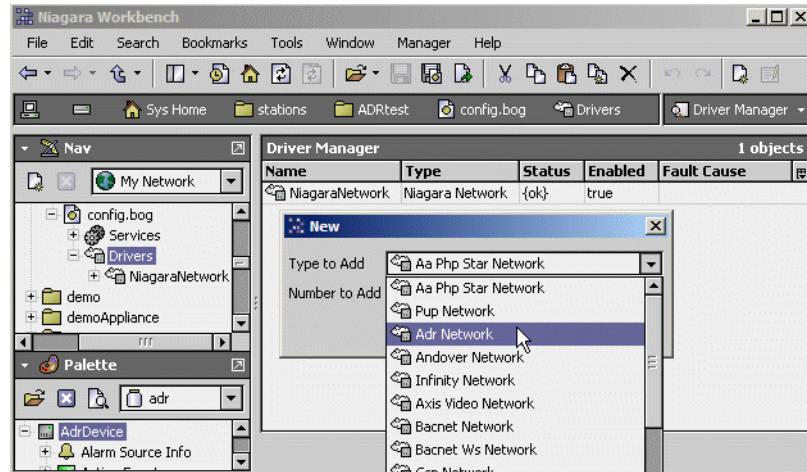 Niagara Workbench
File Edit Search Bookmarks Tools Window Manager Help
Sys Home stations ADRtest config.bog Drivers Driver Manager
Nav
My Network
config.bog
Services
Drivers
NiagaraNetwork
demo
demoAppliance
Palette
adr
AdrDevice
Alarm Source Info
Driver Manager 1 objects
Name Type Status Enabled Fault Cause
NiagaraNetwork Niagara Network {ok} true
New
Type to Add Aa Php Star Network
Number to Add
Aa Php Star Network
Pup Network
Adr Network
Andover Network
Infinity Network
Axis Video Network
Bacnet Network
Bacnet Ws Network